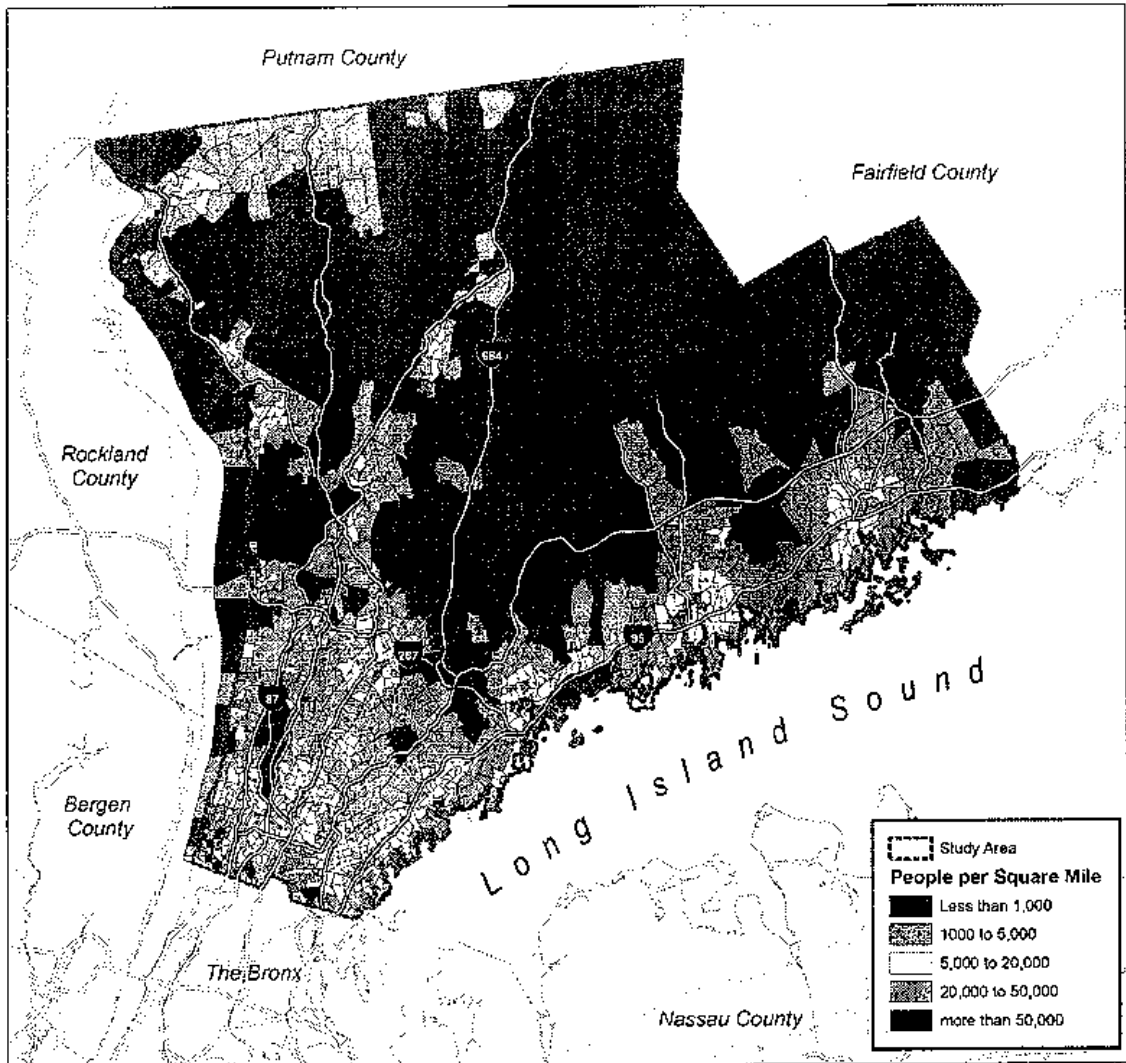 Putnam County
Fairfield County
684
Rockland
County
95
87
Bergen
County
Long Island Sound
Study Area
People per Square Mile
Less than 1,000
1000 to 5,000
5,000 to 20,000
20,000 to 50,000
more than 50,000
The Bronx
Nassau County